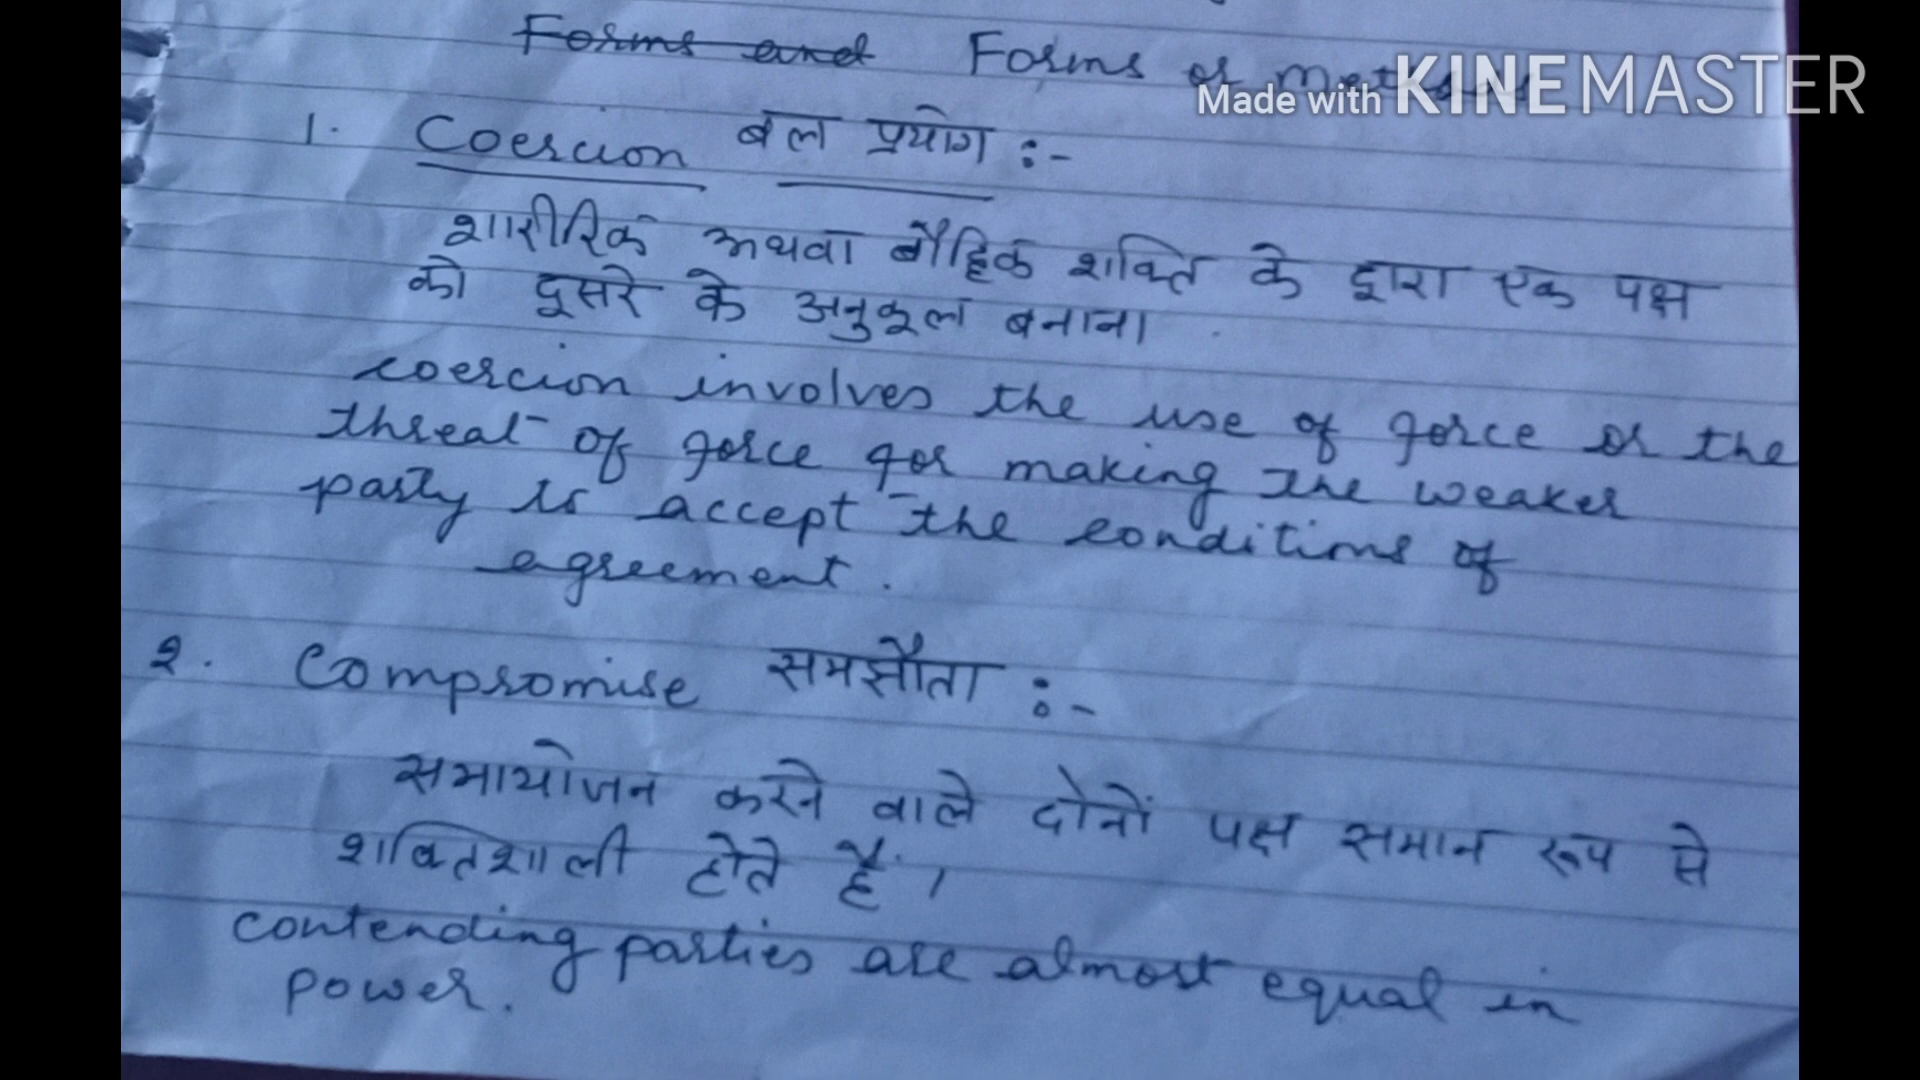 Forms and Forms or
Made with KINEMASTER
1. Coercion बल प्रयोग :-
शारीरिक अथवा बौद्दिक शक्ति के द्वारा एक पक्ष
को दूसरे के अनुकूल बनाना।
coercion involves the use of force or the
threat of force for making the weaker
party to accept the conditions of
agreement.
2. Compromise समझौता :-
समायोजन करने वाले दोनों पक्ष समान रूप से
शक्तिशाली होते हैं।
contending parties are almost equal in
power.